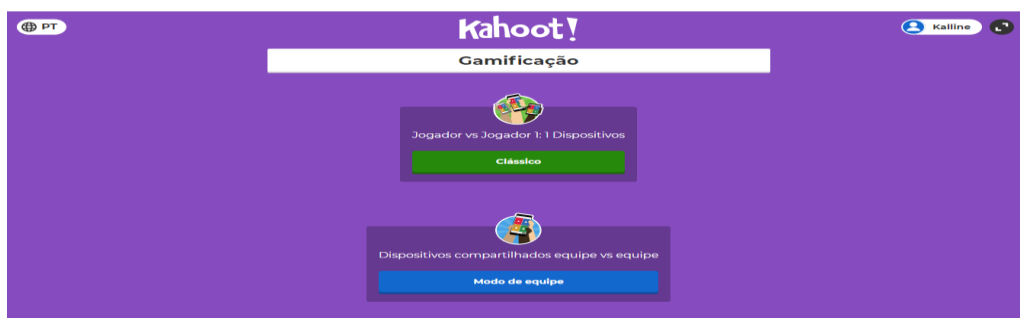 PT
Kahoot!
Kalline
Gamificação
Jogador vs Jogador 1: 1 Dispositivos
Clássico
Dispositivos compartilhados equipe vs equipe
Modo de equipe